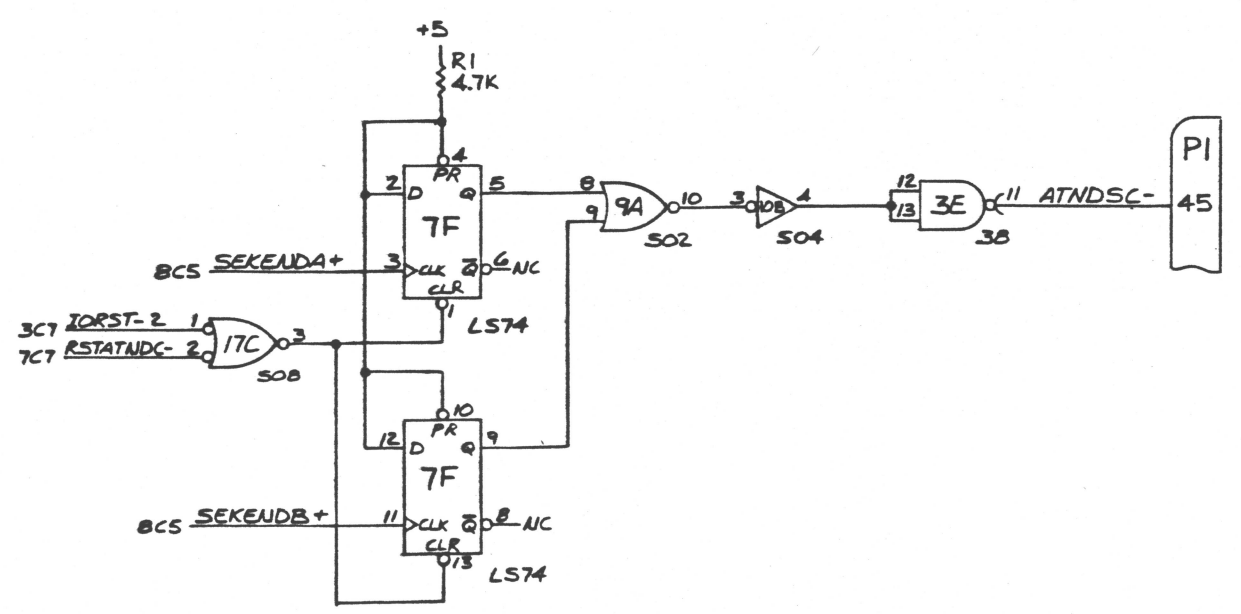 +5
R1
4.7K
P1
4
PR
2 D Q 5
7F
8C5 SEKENDA+ 3 CLK Q̅ 6 NC
CLR
1
LS74
8
9
9A
10
S02
3
10B
4
S04
12
13
3E
11
38
ATNDSC-
45
3C7 IORST-2 1
7C7 RSTATNDC- 2
17C
3
S08
10
PR
12 D Q 9
7F
8C5 SEKENDB+ 11 CLK Q̅ 8 NC
CLR
13
LS74